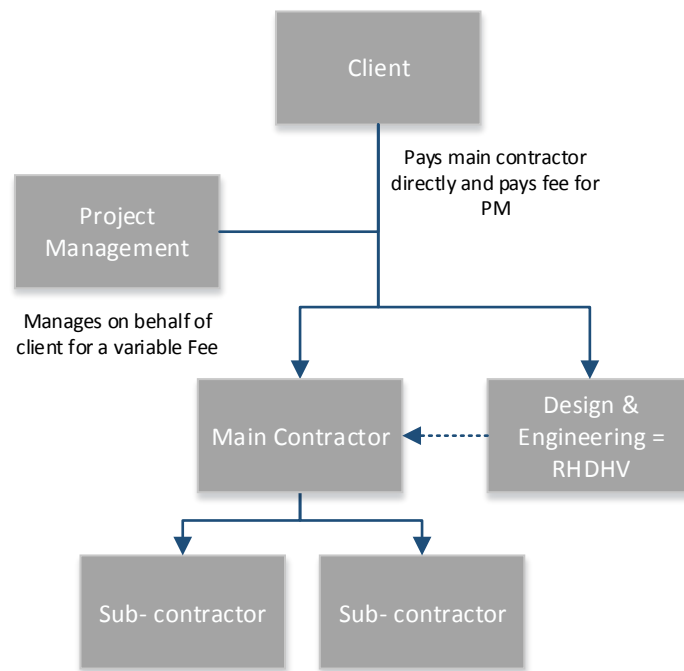 Client
Pays main contractor
directly and pays fee for
PM
Project
Management
Manages on behalf of
client for a variable Fee
Main Contractor
Design &
Engineering =
RHDHV
Sub- contractor
Sub- contractor